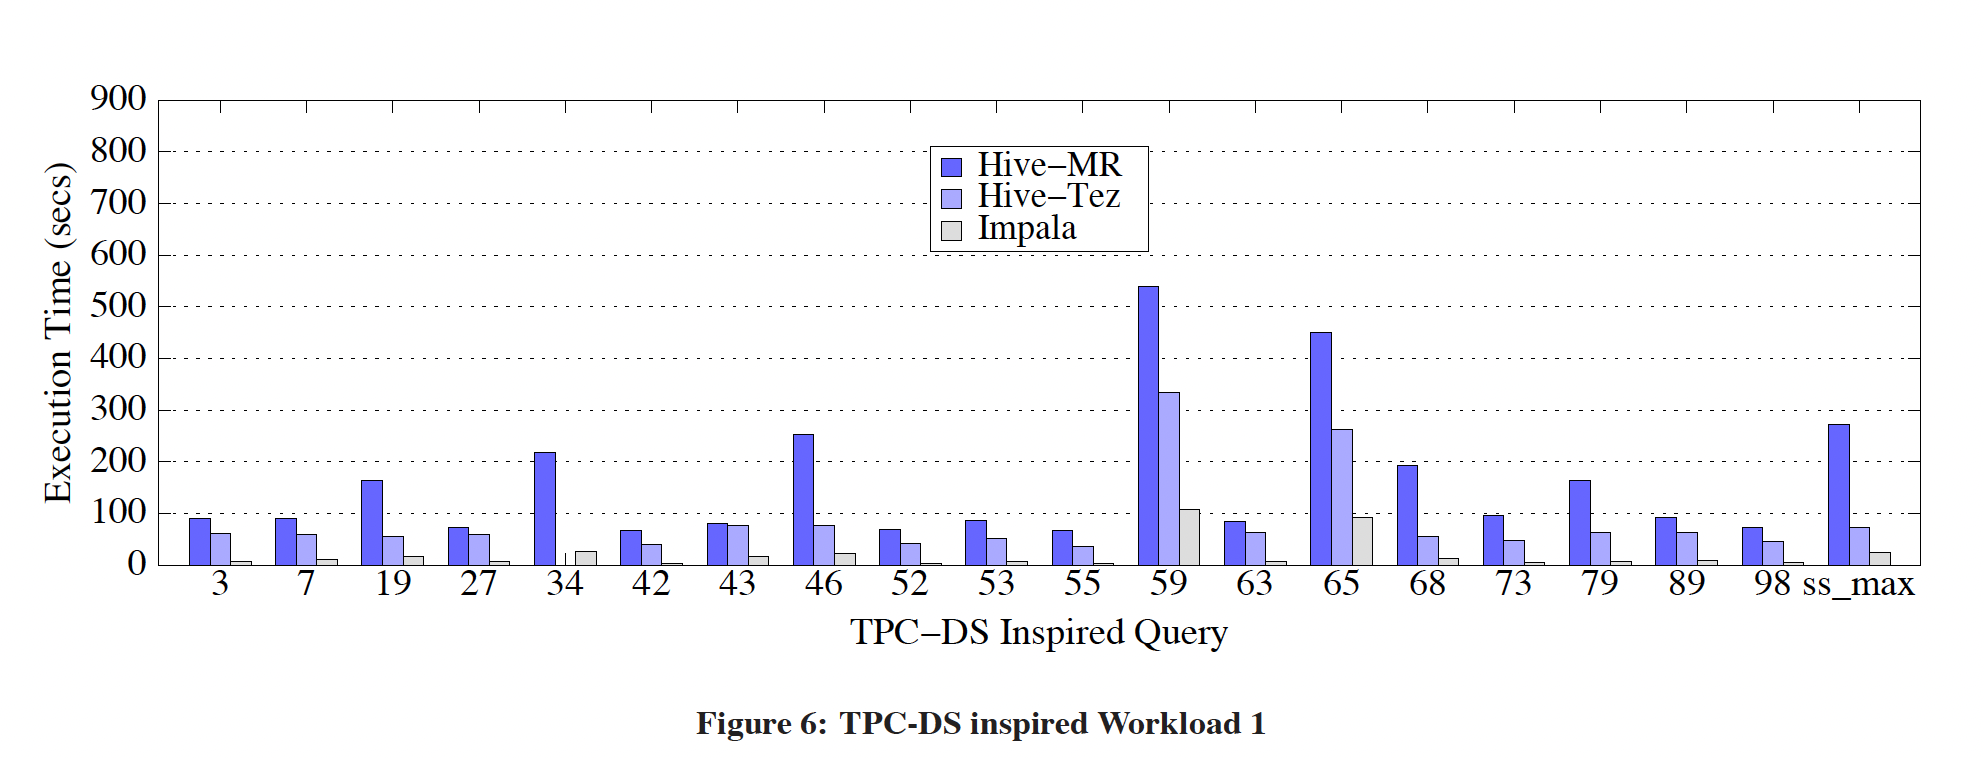 900
800
700
600
500
400
300
200
100
0
Execution Time (secs)
Hive−MR
Hive−Tez
Impala
3 7 19 27 34 42 43 46 52 53 55 59 63 65 68 73 79 89 98 ss_max
TPC−DS Inspired Query
Figure 6: TPC-DS inspired Workload 1